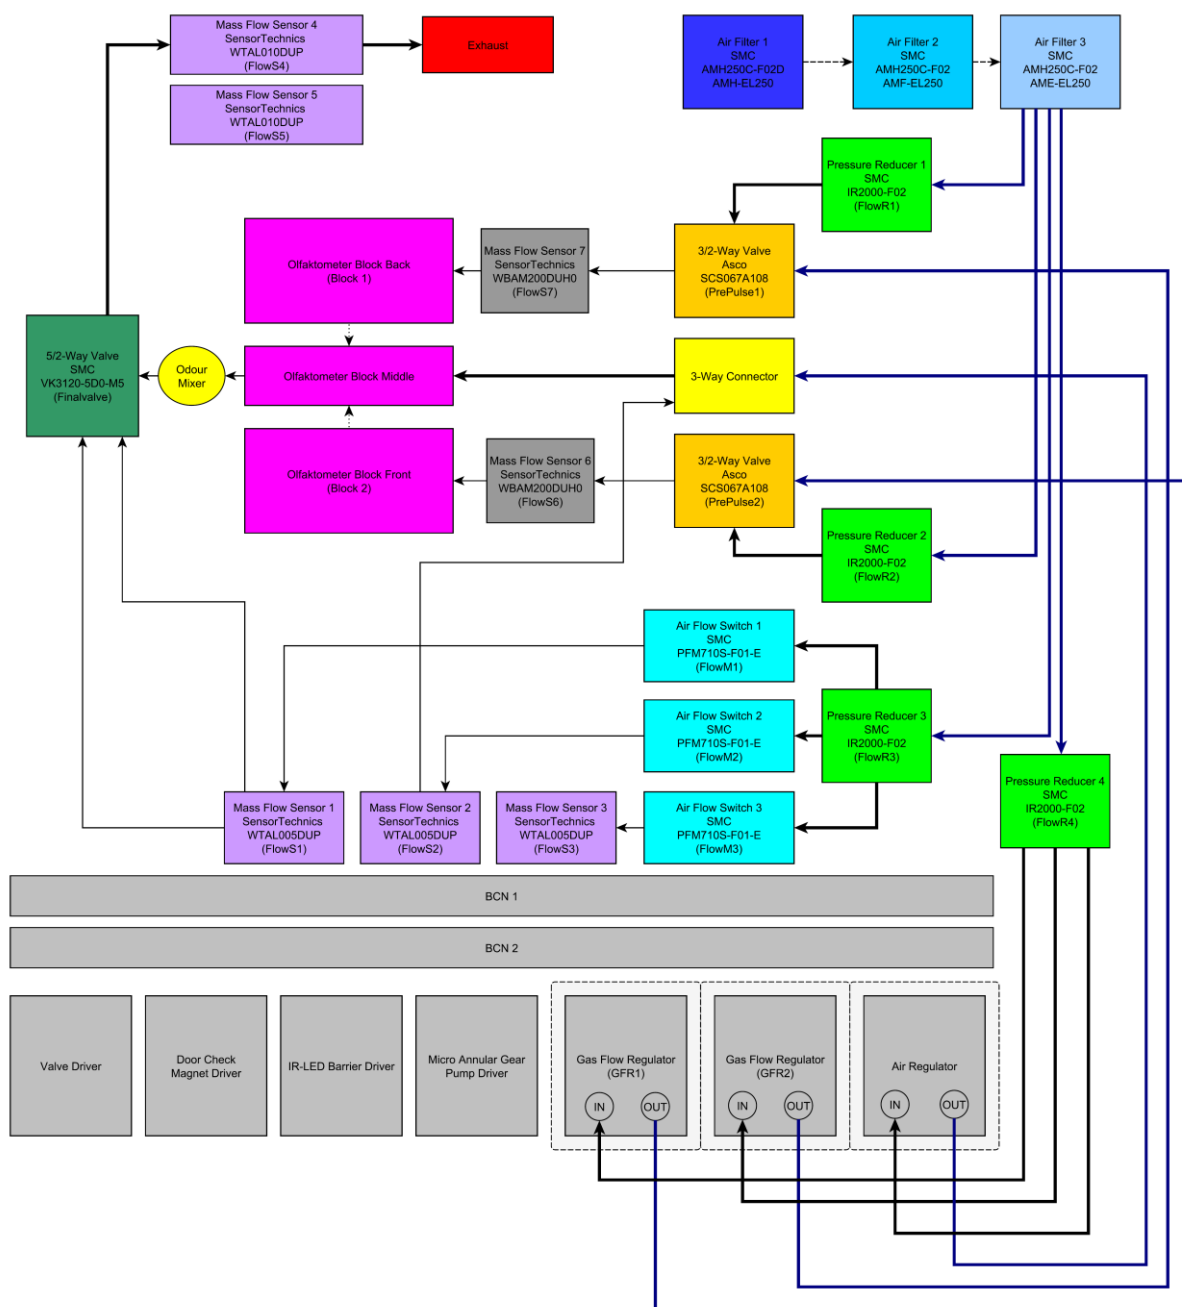 Mass Flow Sensor 4
SensorTechnics
WTAL010DUP
(FlowS4)
Exhaust
Air Filter 1
SMC
AMH250C-F02D
AMH-EL250
Air Filter 2
SMC
AMH250C-F02
AMF-EL250
Air Filter 3
SMC
AMH250C-F02
AME-EL250
Mass Flow Sensor 5
SensorTechnics
WTAL010DUP
(FlowS5)
Pressure Reducer 1
SMC
IR2000-F02
(FlowR1)
Olfaktometer Block Back
(Block 1)
Mass Flow Sensor 7
SensorTechnics
WBAM200DUH0
(FlowS7)
3/2-Way Valve
Asco
SCS067A108
(PrePulse1)
5/2-Way Valve
SMC
VK3120-5D0-M5
(Finalvalve)
Odour
Mixer
Olfaktometer Block Middle
3-Way Connector
Olfaktometer Block Front
(Block 2)
Mass Flow Sensor 6
SensorTechnics
WBAM200DUH0
(FlowS6)
3/2-Way Valve
Asco
SCS067A108
(PrePulse2)
Pressure Reducer 2
SMC
IR2000-F02
(FlowR2)
Air Flow Switch 1
SMC
PFM710S-F01-E
(FlowM1)
Air Flow Switch 2
SMC
PFM710S-F01-E
(FlowM2)
Pressure Reducer 3
SMC
IR2000-F02
(FlowR3)
Pressure Reducer 4
SMC
IR2000-F02
(FlowR4)
Mass Flow Sensor 1
SensorTechnics
WTAL005DUP
(FlowS1)
Mass Flow Sensor 2
SensorTechnics
WTAL005DUP
(FlowS2)
Mass Flow Sensor 3
SensorTechnics
WTAL005DUP
(FlowS3)
Air Flow Switch 3
SMC
PFM710S-F01-E
(FlowM3)
BCN 1
BCN 2
Valve Driver
Door Check
Magnet Driver
IR-LED Barrier Driver
Micro Annular Gear
Pump Driver
Gas Flow Regulator
(GFR1)
IN
OUT
Gas Flow Regulator
(GFR2)
IN
OUT
Air Regulator
IN
OUT